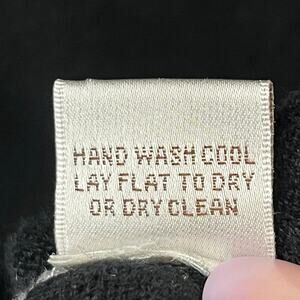 HAND WASH COOL
LAY FLAT TO DRY
OR DRY CLEAN